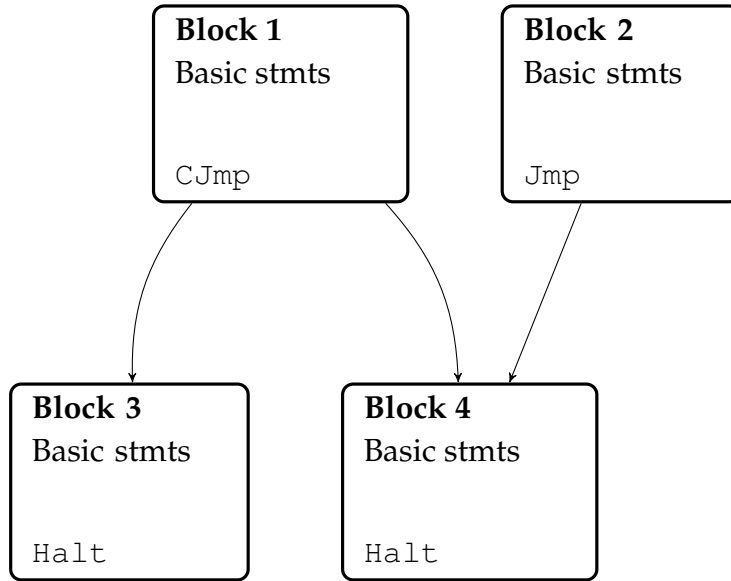 Block 1
Basic stmts
CJmp
Block 2
Basic stmts
Jmp
Block 3
Basic stmts
Halt
Block 4
Basic stmts
Halt